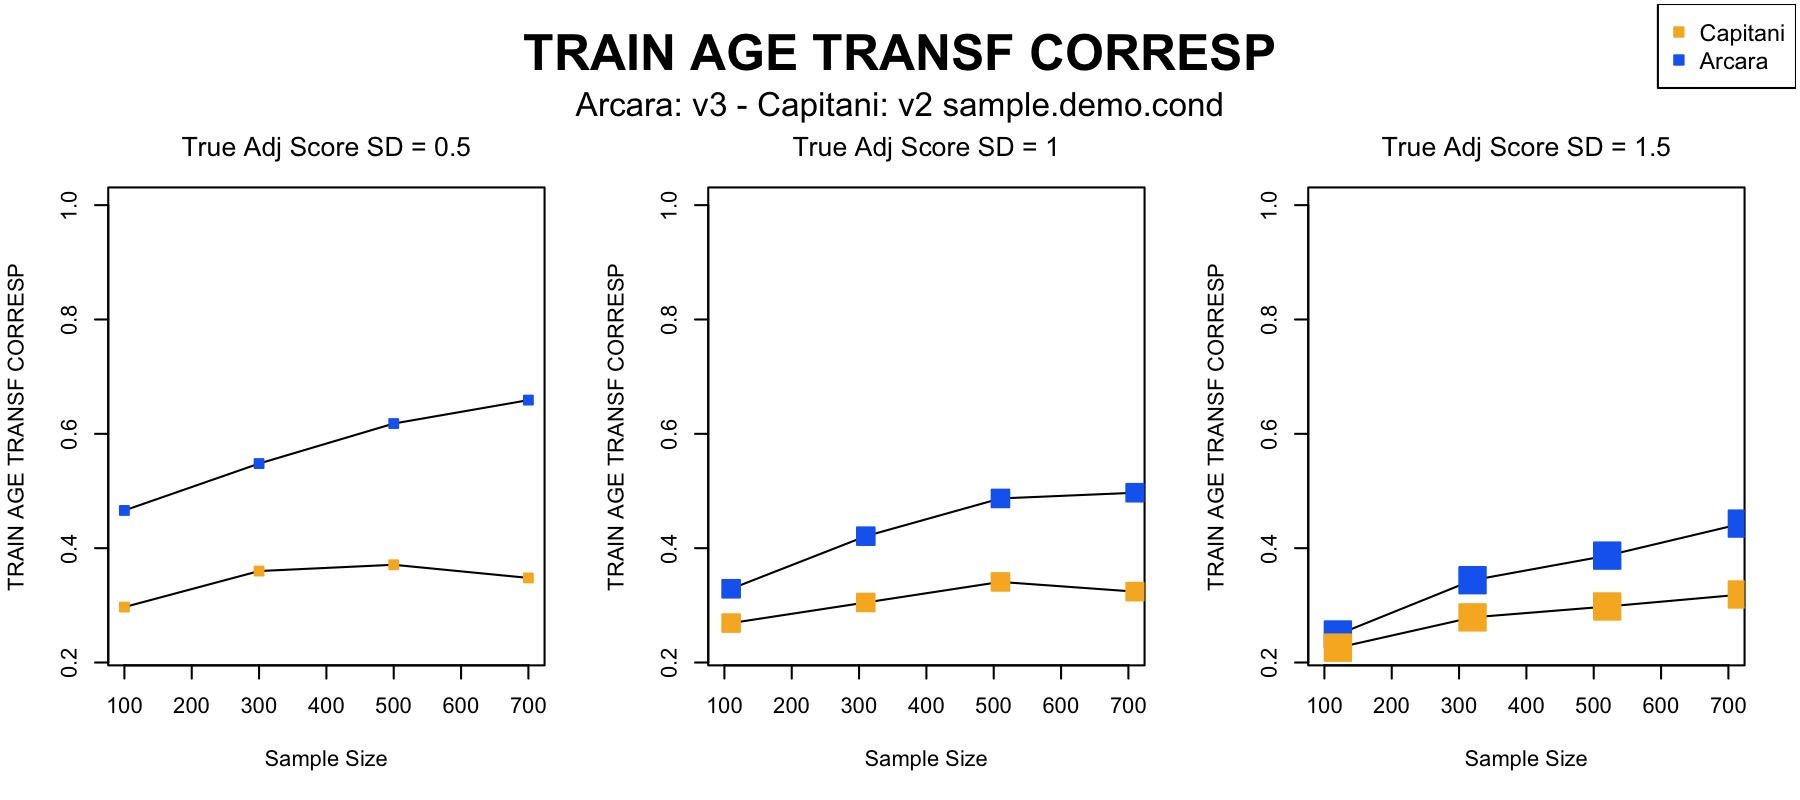 TRAIN AGE TRANSF CORRESP
Arcara: v3 - Capitani: v2 sample.demo.cond
Capitani
Arcara
True Adj Score SD = 0.5
TRAIN AGE TRANSF CORRESP
1.0
0.8
0.6
0.4
0.2
100 200 300 400 500 600 700
Sample Size
True Adj Score SD = 1
TRAIN AGE TRANSF CORRESP
1.0
0.8
0.6
0.4
0.2
100 200 300 400 500 600 700
Sample Size
True Adj Score SD = 1.5
TRAIN AGE TRANSF CORRESP
1.0
0.8
0.6
0.4
0.2
100 200 300 400 500 600 700
Sample Size